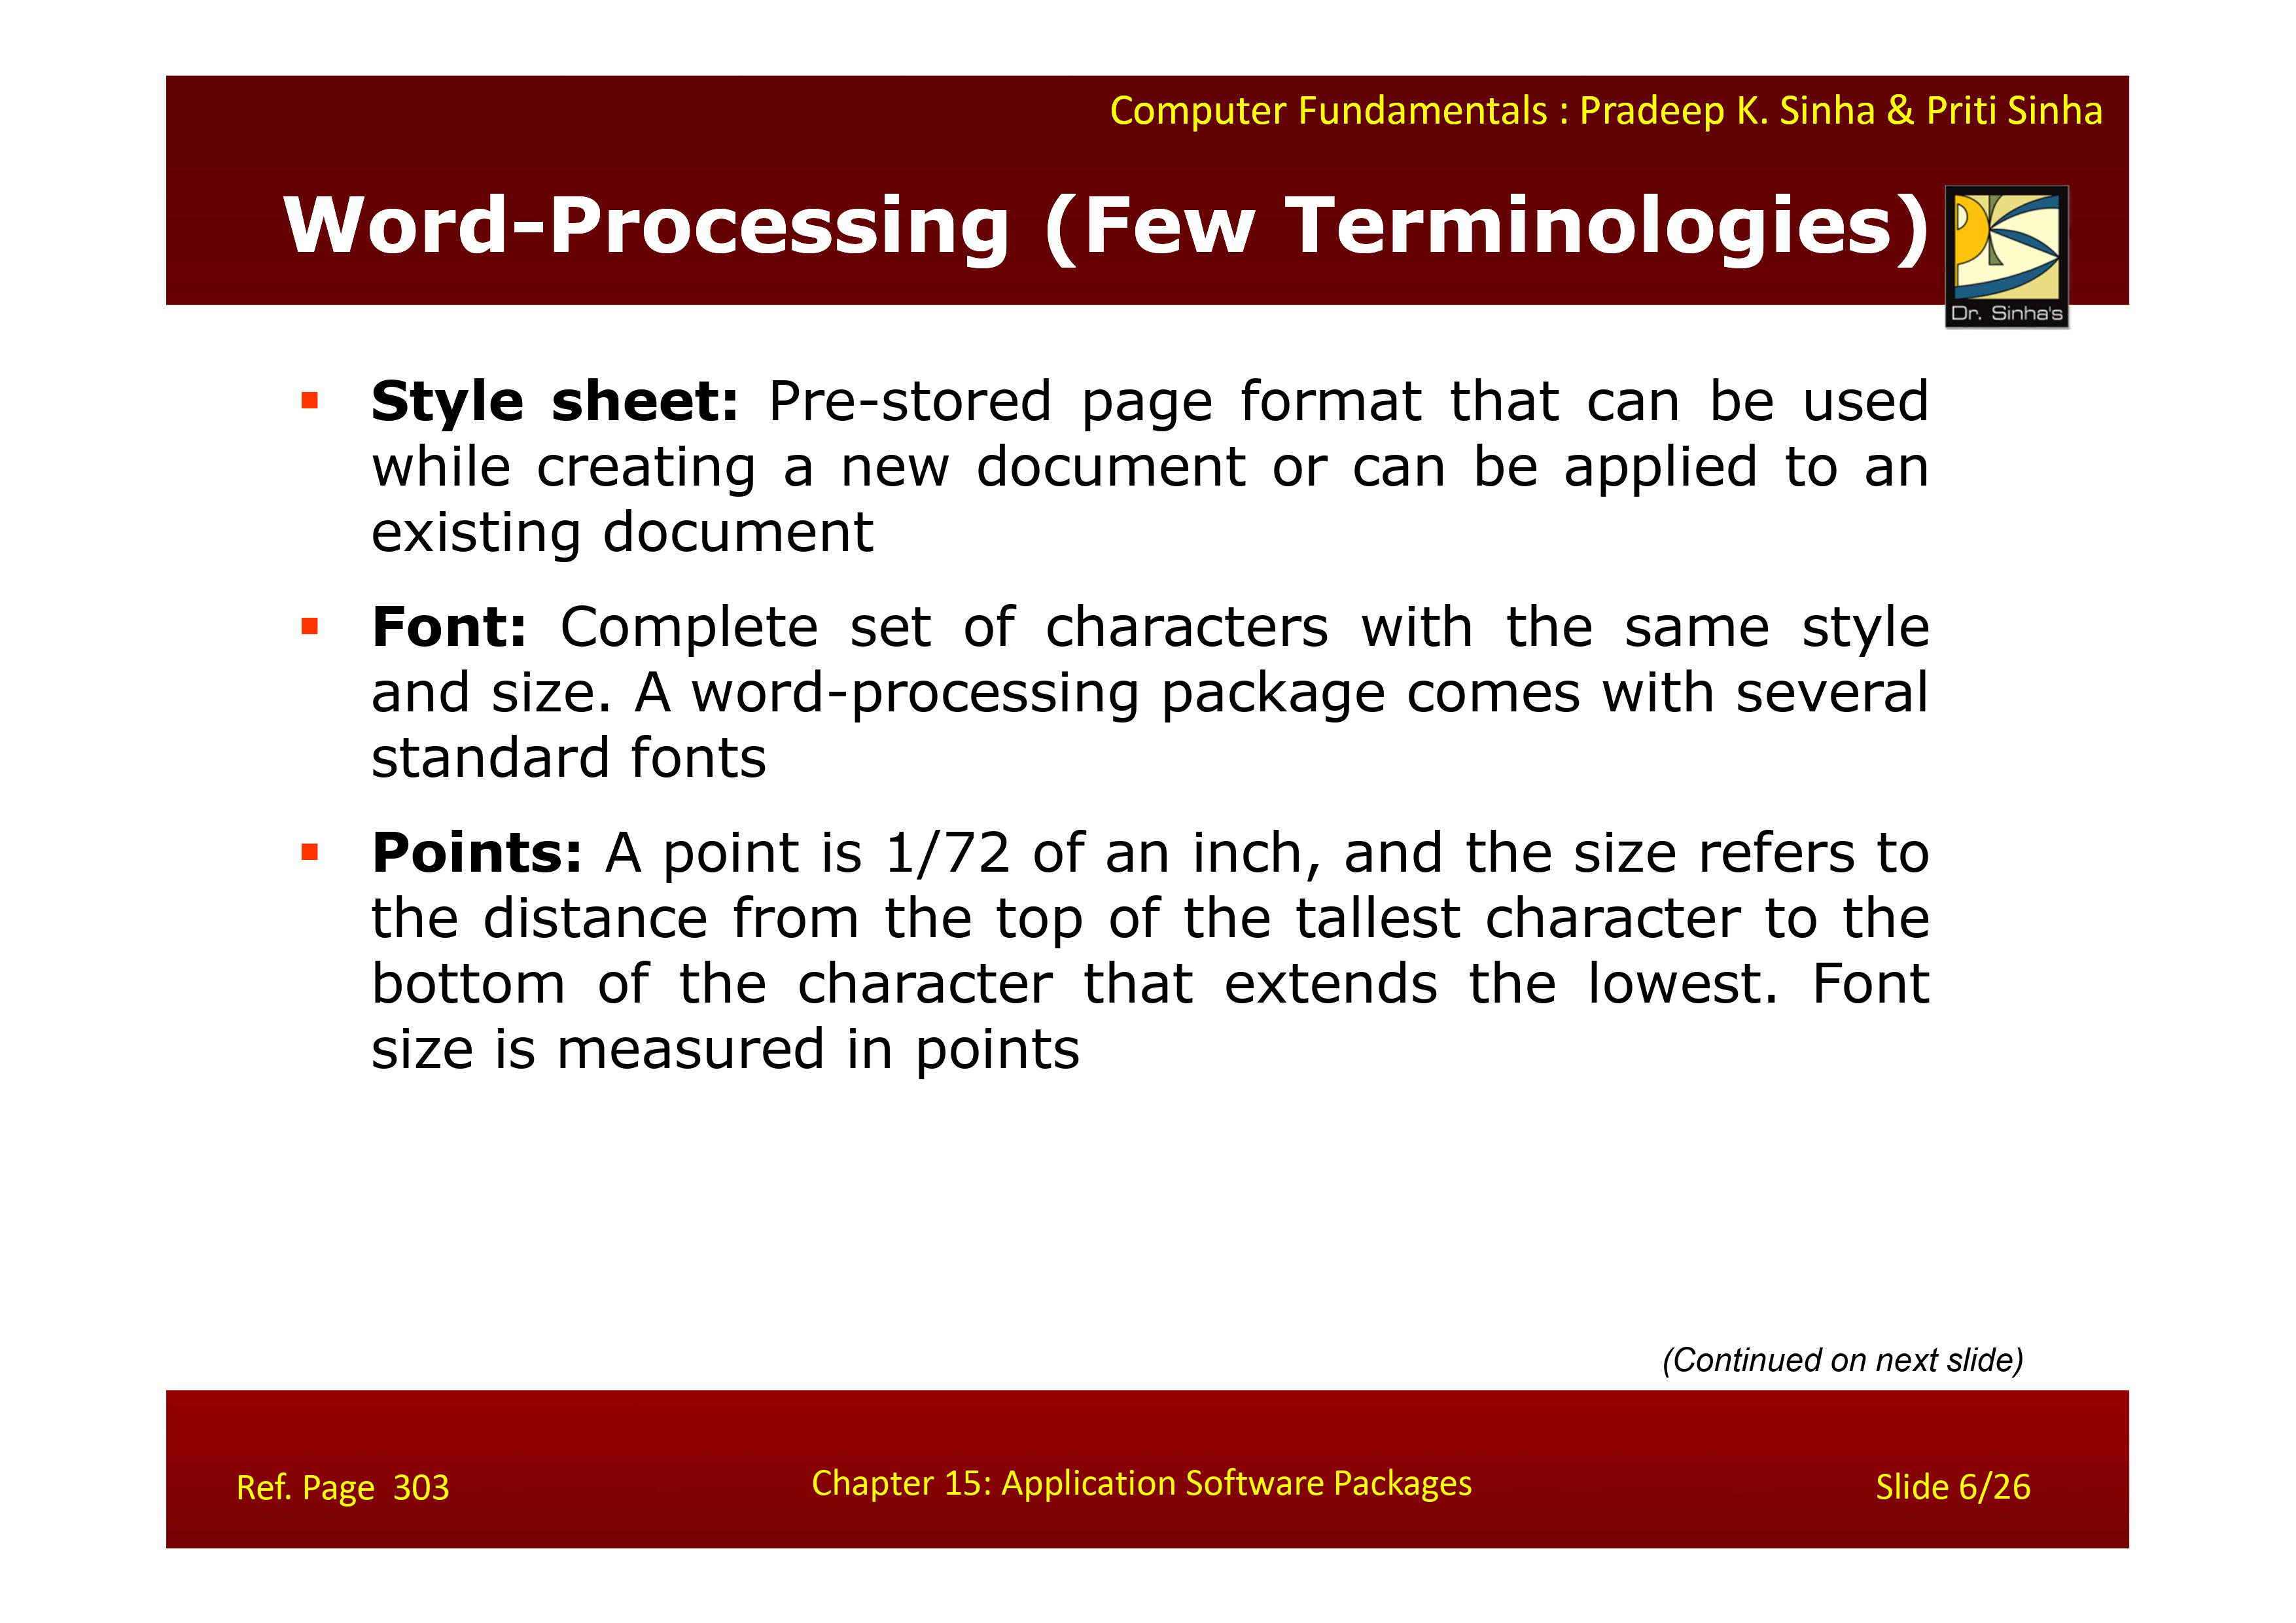 Computer Fundamentals : Pradeep K. Sinha & Priti Sinha
Word-Processing (Few Terminologies)
Dr. Sinha's
▪ Style sheet: Pre-stored page format that can be used
while creating a new document or can be applied to an
existing document
▪ Font: Complete set of characters with the same style
and size. A word-processing package comes with several
standard fonts
▪ Points: A point is 1/72 of an inch, and the size refers to
the distance from the top of the tallest character to the
bottom of the character that extends the lowest. Font
size is measured in points
(Continued on next slide)
Ref. Page 303
Chapter 15: Application Software Packages
Slide 6/26